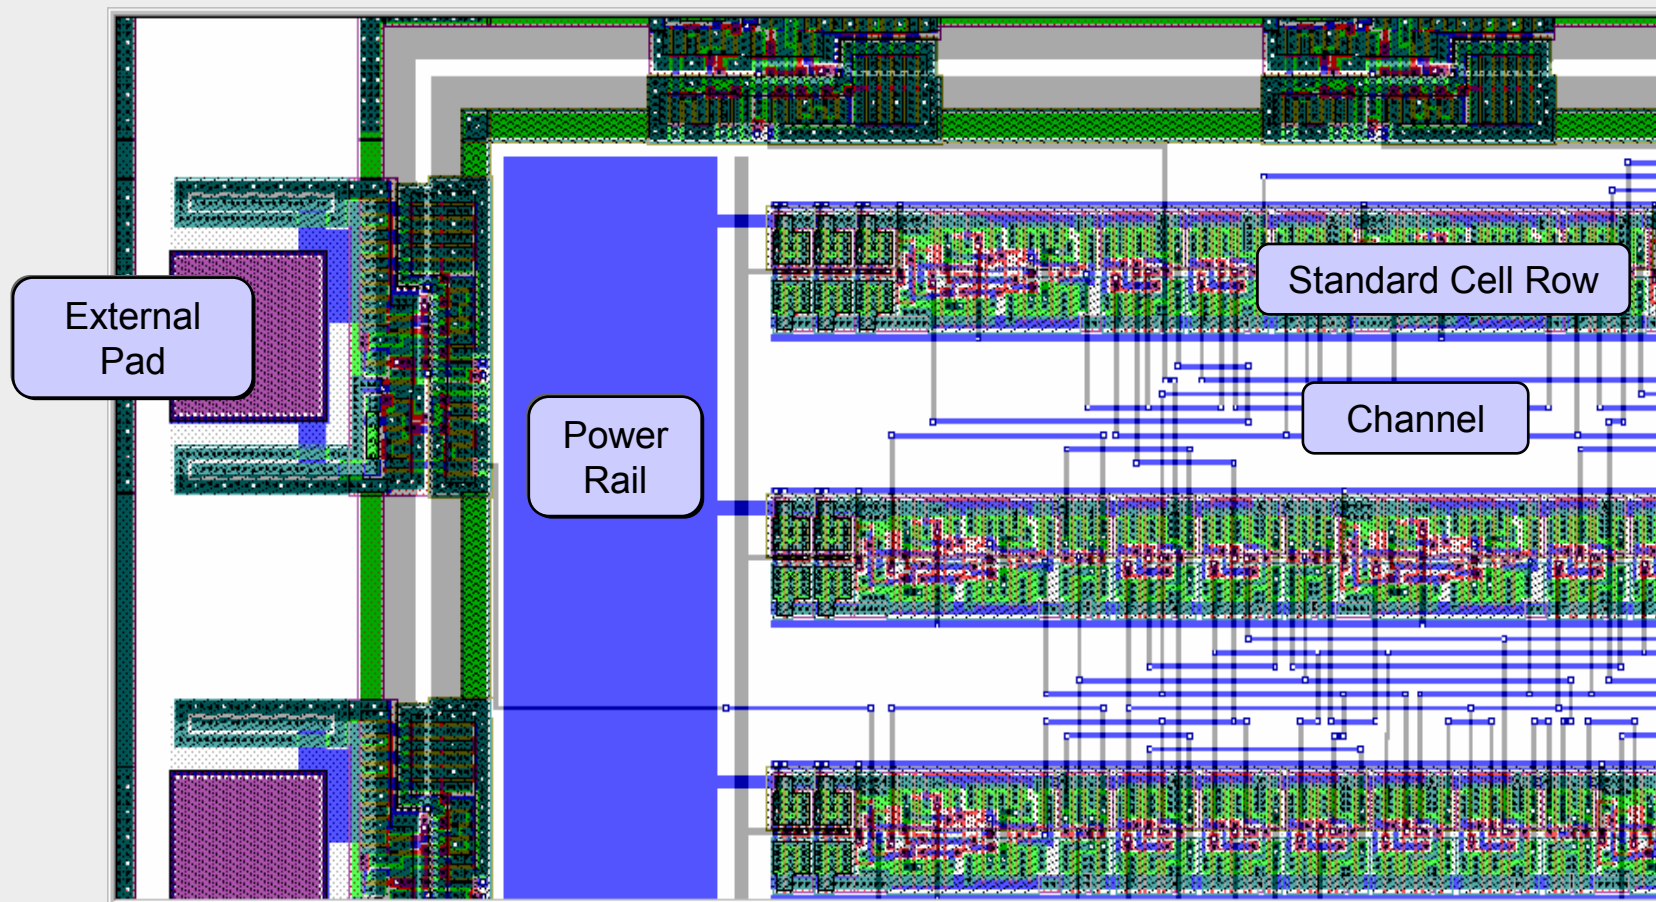 External
Pad
Power
Rail
Standard Cell Row
Channel